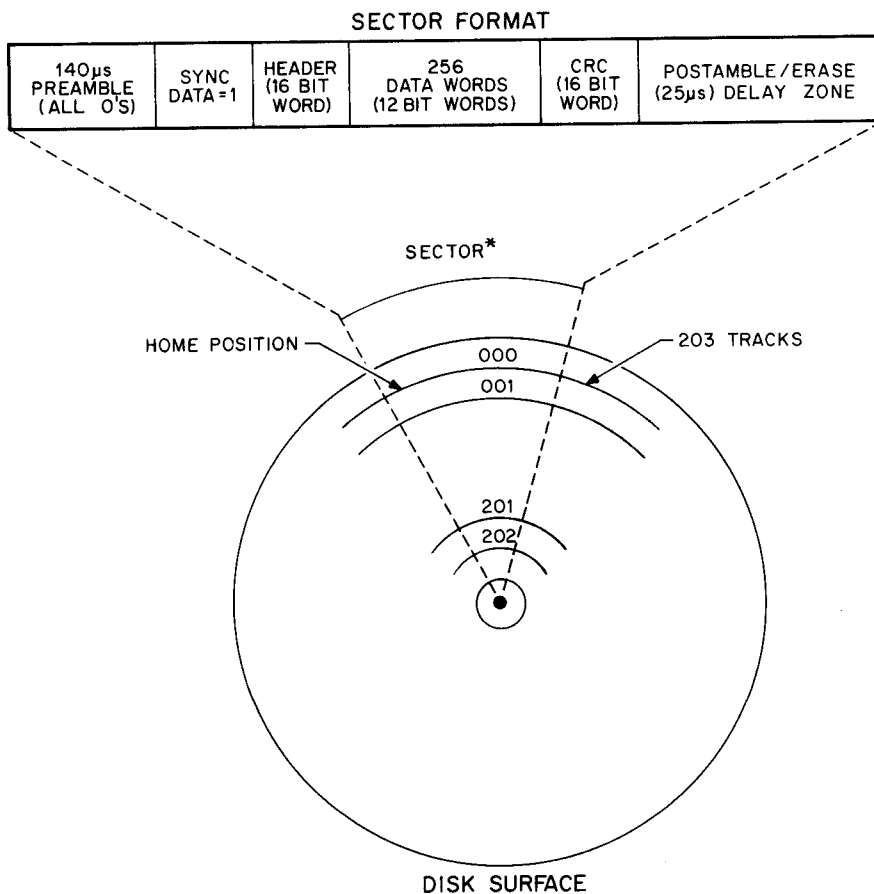 SECTOR FORMAT
140µs
PREAMBLE
(ALL O'S)
SYNC
DATA=1
HEADER
(16 BIT
WORD)
256
DATA WORDS
(12 BIT WORDS)
CRC
(16 BIT
WORD)
POSTAMBLE/ERASE
(25µs) DELAY ZONE
SECTOR*
HOME POSITION
203 TRACKS
000
001
201
202
DISK SURFACE